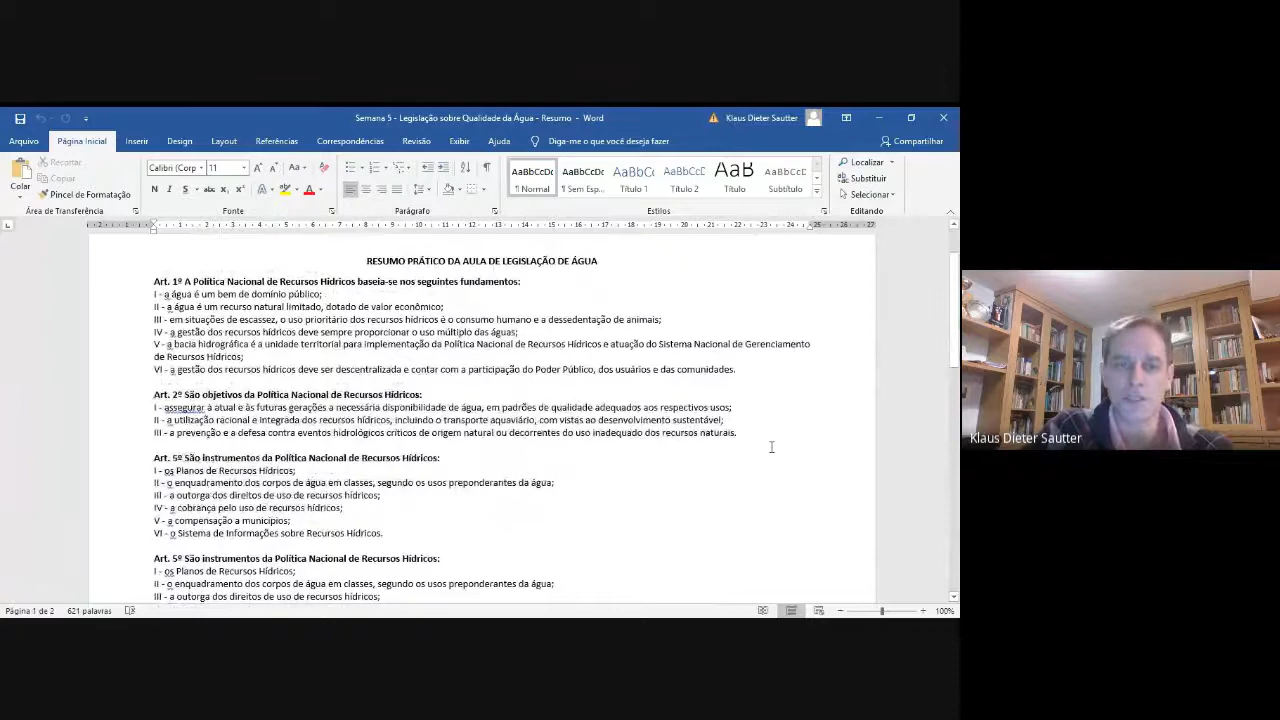 Semana 5 - Legislação sobre Qualidade da Água - Resumo - Word
Klaus Dieter Sautter
Arquivo
Página Inicial
Inserir
Design
Layout
Referências
Correspondências
Revisão
Exibir
Ajuda
Diga-me o que você deseja fazer
Compartilhar
Colar
Recortar
Copiar
Pincel de Formatação
Área de Transferência
Calibri (Corp
11
Fonte
Parágrafo
AaBbCcDc
¶ Normal
AaBbCcDc
¶ Sem Esp...
AaBbC
Título 1
AaBbCc
Título 2
AaB
Título
AaBbCcC
Subtítulo
Estilos
Localizar
Substituir
Selecionar
Editando
RESUMO PRÁTICO DA AULA DE LEGISLAÇÃO DE ÁGUA
Art. 1º A Política Nacional de Recursos Hídricos baseia-se nos seguintes fundamentos:
I - a água é um bem de domínio público;
II - a água é um recurso natural limitado, dotado de valor econômico;
III - em situações de escassez, o uso prioritário dos recursos hídricos é o consumo humano e a dessedentação de animais;
IV - a gestão dos recursos hídricos deve sempre proporcionar o uso múltiplo das águas;
V - a bacia hidrográfica é a unidade territorial para implementação da Política Nacional de Recursos Hídricos e atuação do Sistema Nacional de Gerenciamento
de Recursos Hídricos;
VI - a gestão dos recursos hídricos deve ser descentralizada e contar com a participação do Poder Público, dos usuários e das comunidades.
Art. 2º São objetivos da Política Nacional de Recursos Hídricos:
I - assegurar à atual e às futuras gerações a necessária disponibilidade de água, em padrões de qualidade adequados aos respectivos usos;
II - a utilização racional e integrada dos recursos hídricos, incluindo o transporte aquaviário, com vistas ao desenvolvimento sustentável;
III - a prevenção e a defesa contra eventos hidrológicos críticos de origem natural ou decorrentes do uso inadequado dos recursos naturais.
Art. 5º São instrumentos da Política Nacional de Recursos Hídricos:
I - os Planos de Recursos Hídricos;
II - o enquadramento dos corpos de água em classes, segundo os usos preponderantes da água;
III - a outorga dos direitos de uso de recursos hídricos;
IV - a cobrança pelo uso de recursos hídricos;
V - a compensação a municípios;
VI - o Sistema de Informações sobre Recursos Hídricos.
Art. 5º São instrumentos da Política Nacional de Recursos Hídricos:
I - os Planos de Recursos Hídricos;
II - o enquadramento dos corpos de água em classes, segundo os usos preponderantes da água;
III - a outorga dos direitos de uso de recursos hídricos;
Página 1 de 2
621 palavras
100%
Klaus Dieter Sautter